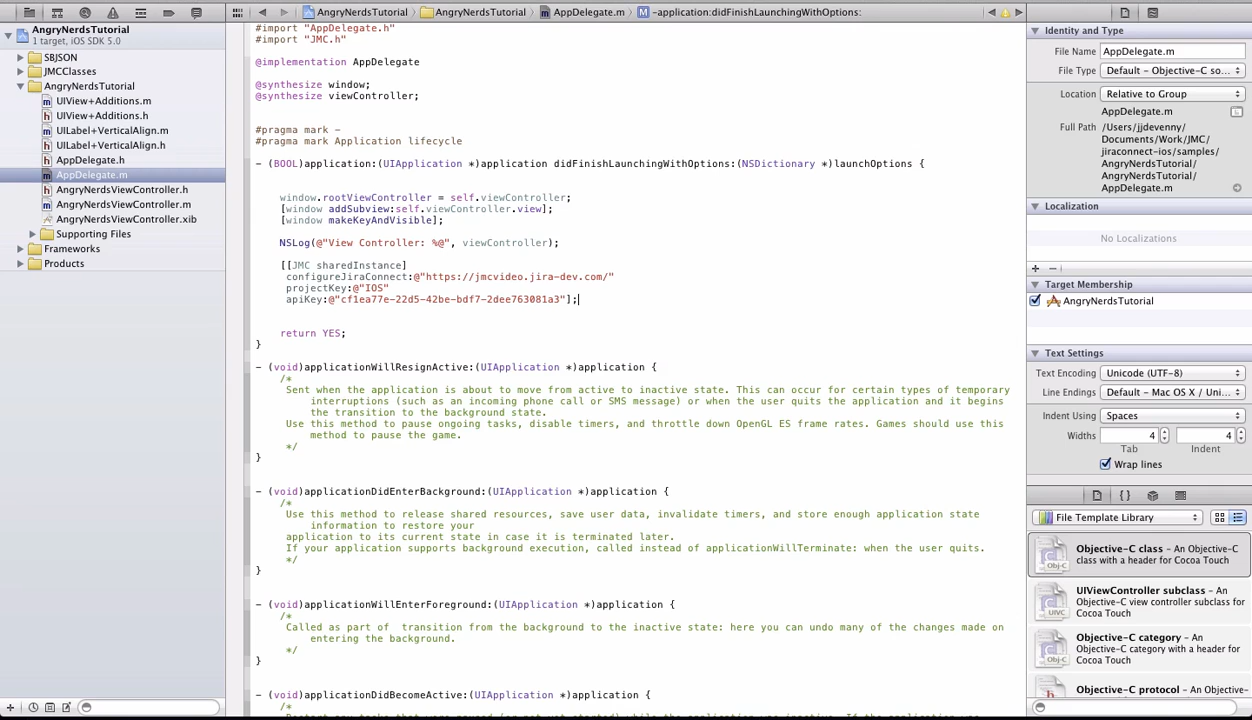 AngryNerdsTutorial
AngryNerdsTutorial
AppDelegate.m
-application:didFinishLaunchingWithOptions:
AngryNerdsTutorial
1 target, iOS SDK 5.0
SBJSON
JMCClasses
AngryNerdsTutorial
UIView+Additions.m
UIView+Additions.h
UILabel+VerticalAlign.m
UILabel+VerticalAlign.h
AppDelegate.h
AppDelegate.m
AngryNerdsViewController.h
AngryNerdsViewController.m
AngryNerdsViewController.xib
Supporting Files
Frameworks
Products
#import "AppDelegate.h"
#import "JMC.h"
@implementation AppDelegate
@synthesize window;
@synthesize viewController;
#pragma mark -
#pragma mark Application lifecycle
- (BOOL)application:(UIApplication *)application didFinishLaunchingWithOptions:(NSDictionary *)launchOptions {
window.rootViewController = self.viewController;
[window addSubview:self.viewController.view];
[window makeKeyAndVisible];
NSLog(@"View Controller: %@", viewController);
[[JMC sharedInstance]
configureJiraConnect:@"https://jmcvideo.jira-dev.com/"
projectKey:@"IOS"
apiKey:@"cf1ea77e-22d5-42be-bdf7-2dee763081a3"];
return YES;
}
- (void)applicationWillResignActive:(UIApplication *)application {
/*
Sent when the application is about to move from active to inactive state. This can occur for certain types of temporary
interruptions (such as an incoming phone call or SMS message) or when the user quits the application and it begins
the transition to the background state.
Use this method to pause ongoing tasks, disable timers, and throttle down OpenGL ES frame rates. Games should use this
method to pause the game.
*/
}
- (void)applicationDidEnterBackground:(UIApplication *)application {
/*
Use this method to release shared resources, save user data, invalidate timers, and store enough application state
information to restore your
application to its current state in case it is terminated later.
If your application supports background execution, called instead of applicationWillTerminate: when the user quits.
*/
}
- (void)applicationWillEnterForeground:(UIApplication *)application {
/*
Called as part of  transition from the background to the inactive state: here you can undo many of the changes made on
entering the background.
*/
}
- (void)applicationDidBecomeActive:(UIApplication *)application {
/*
Identity and Type
File Name AppDelegate.m
File Type Default - Objective-C so...
Location Relative to Group
AppDelegate.m
Full Path /Users/jjdevenny/
Documents/Work/JMC/
jiraconnect-ios/samples/
AngryNerdsTutorial/
AngryNerdsTutorial/
AppDelegate.m
Localization
No Localizations
Target Membership
AngryNerdsTutorial
Text Settings
Text Encoding Unicode (UTF-8)
Line Endings Default - Mac OS X / Uni...
Indent Using Spaces
Widths 4 4
Tab Indent
Wrap lines
File Template Library
Objective-C class - An Objective-C
class with a header for Cocoa Touch
UIViewController subclass - An
Objective-C view controller subclass for
Cocoa Touch
Objective-C category - An
Objective-C category with a header for
Cocoa Touch
Objective-C protocol - An Objective-